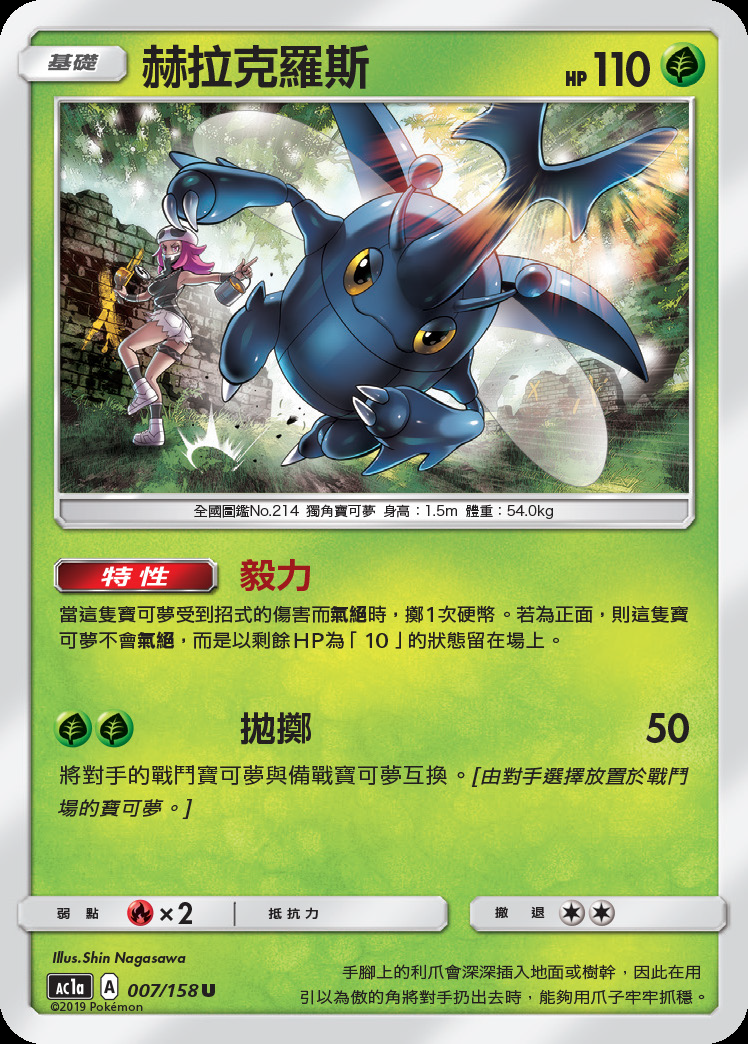 基礎 赫拉克羅斯 HP 110
全國圖鑑No.214 獨角寶可夢 身高：1.5m 體重：54.0kg
特性 毅力
當這隻寶可夢受到招式的傷害而氣絕時，擲1次硬幣。若為正面，則這隻寶
可夢不會氣絕，而是以剩餘HP為「10」的狀態留在場上。
拋擲 50
將對手的戰鬥寶可夢與備戰寶可夢互換。[由對手選擇放置於戰鬥
場的寶可夢。]
弱點 ×2 抵抗力 撤退
Illus.Shin Nagasawa
AC1a A 007/158 U
©2019 Pokémon
手腳上的利爪會深深插入地面或樹幹，因此在用
引以為傲的角將對手扔出去時，能夠用爪子牢牢抓穩。